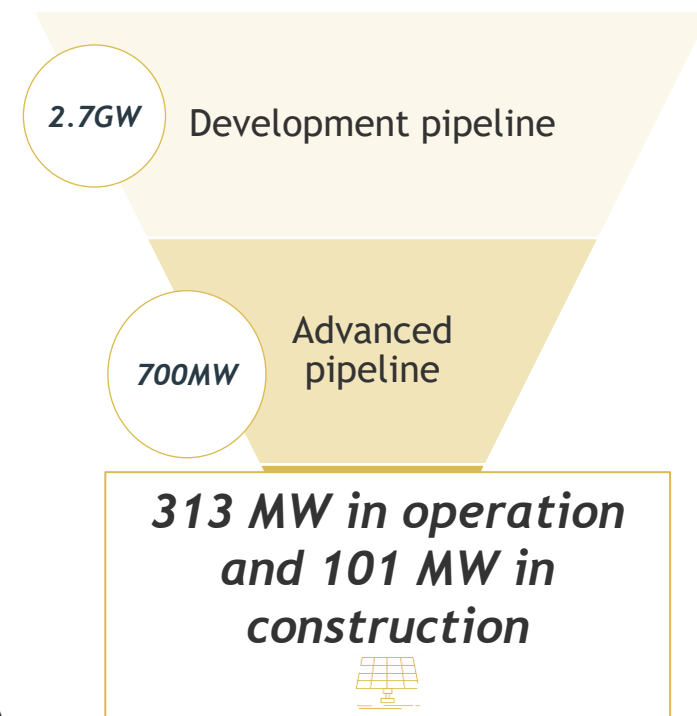 2.7GW
Development pipeline
Advanced
pipeline
700MW
313 MW in operation
and 101 MW in
construction